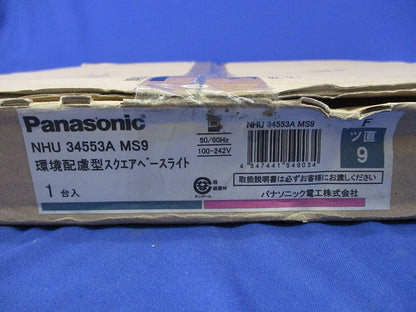 Panasonic
NHU 34553A MS9
環境配慮型スクエアベースライト
1台入
50/60Hz
100-242V
NHU 34553A MS9
4 547441 549034
取扱説明書は必ずお客様にお渡しください
パナソニック電工株式会社
ツ直
9